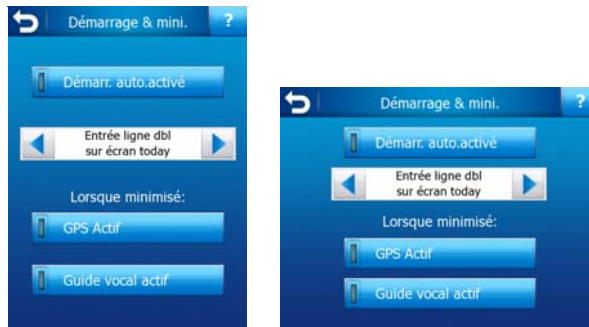 Démarrage & mini.
?
Démarr. auto.activé
Entrée ligne dbl
sur écran today
Lorsque minimisé:
GPS Actif
Guide vocal actif
Démarrage & mini.
?
Démarr. auto.activé
Entrée ligne dbl
sur écran today
Lorsque minimisé:
GPS Actif
Guide vocal actif